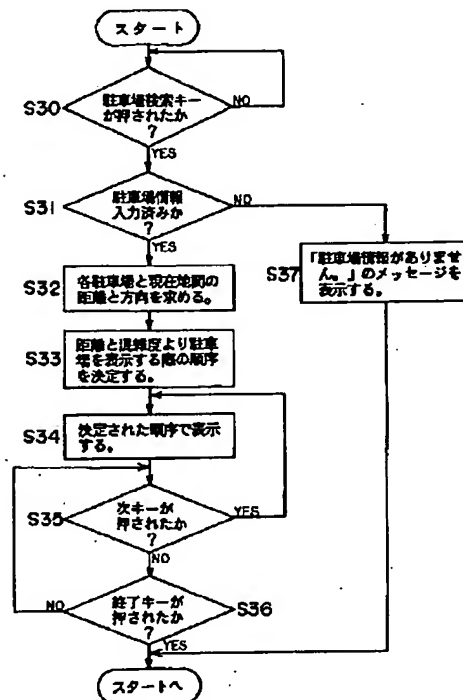 スタート
S30
駐車場検索キー
が押されたか
?
NO
YES
S31
駐車場情報
入力済みか
?
NO
YES
S32
各駐車場と現在地間の
距離と方向を求める。
S37
「駐車場情報がありませ
ん。」のメッセージを
表示する。
S33
距離と混雑度より駐車
場を表示する際の順序
を決定する。
S34
決定された順序で表示
する。
S35
次キーが
押されたか
?
YES
NO
S36
終了キーが
押されたか
?
NO
YES
スタートへ